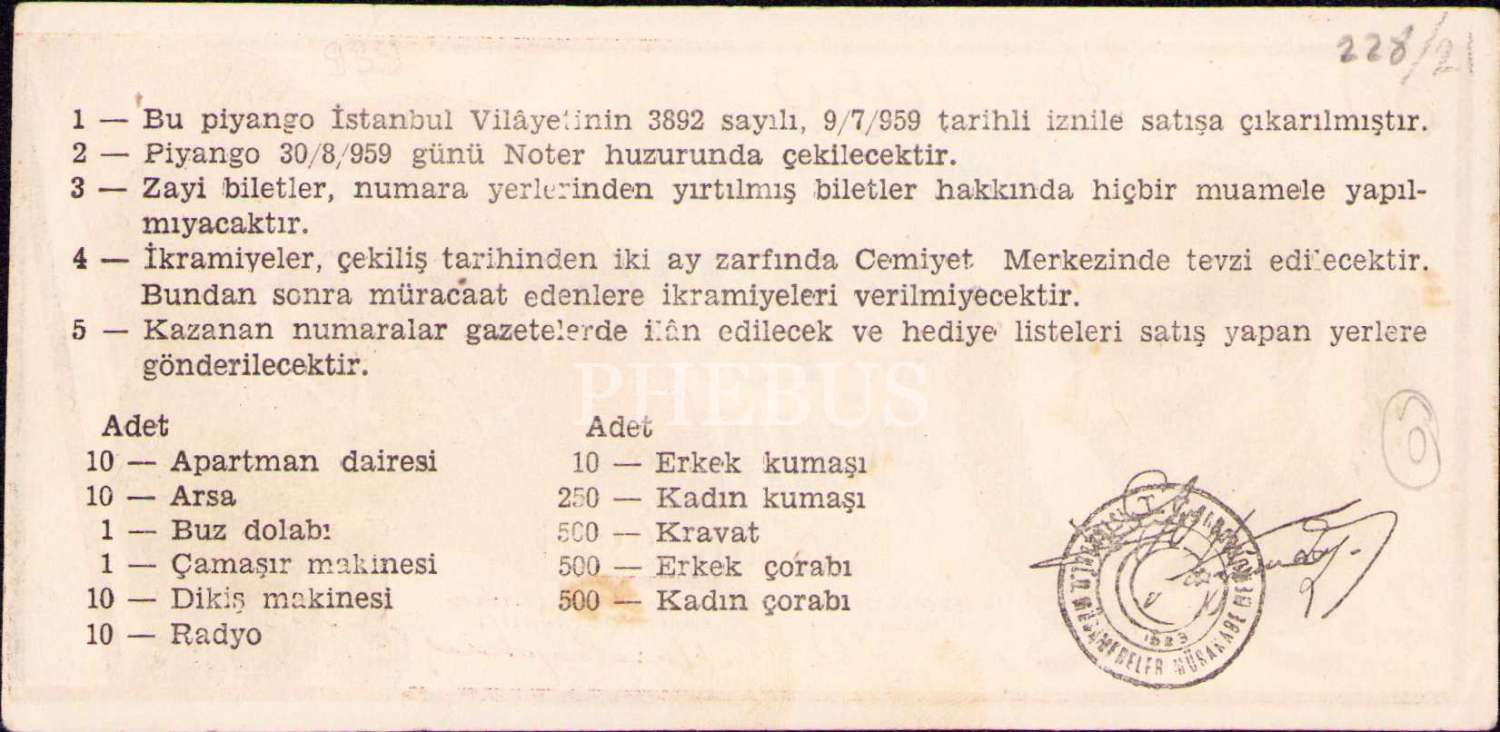 228/21
1 — Bu piyango İstanbul Vilâyetinin 3892 sayılı, 9/7/959 tarihli iznile satışa çıkarılmıştır.
2 — Piyango 30/8/959 günü Noter huzurunda çekilecektir.
3 — Zayi biletler, numara yerlerinden yırtılmış biletler hakkında hiçbir muamele yapıl-
mıyacaktır.
4 — İkramiyeler, çekiliş tarihinden iki ay zarfında Cemiyet Merkezinde tevzi edilecektir.
Bundan sonra müracaat edenlere ikramiyeleri verilmiyecektir.
5 — Kazanan numaralar gazetelerde ilân edilecek ve hediye listeleri satış yapan yerlere
gönderilecektir.
PHEBUS
Adet Adet
10 — Apartman dairesi 10 — Erkek kumaşı
10 — Arsa 250 — Kadın kumaşı
1 — Buz dolabı 500 — Kravat
1 — Çamaşır makinesi 500 — Erkek çorabı
10 — Dikiş makinesi 500 — Kadın çorabı
10 — Radyo